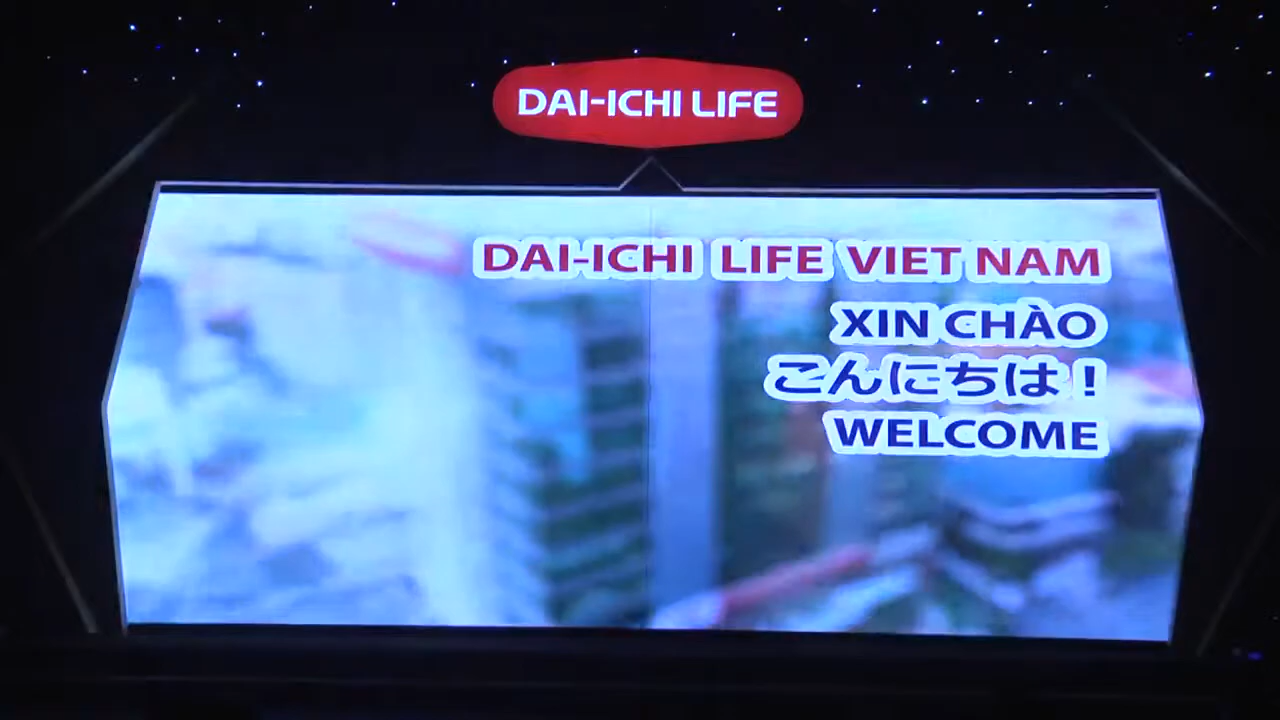 DAI-ICHI LIFE
DAI-ICHI LIFE VIET NAM
XIN CHÀO
こんにちは！
WELCOME